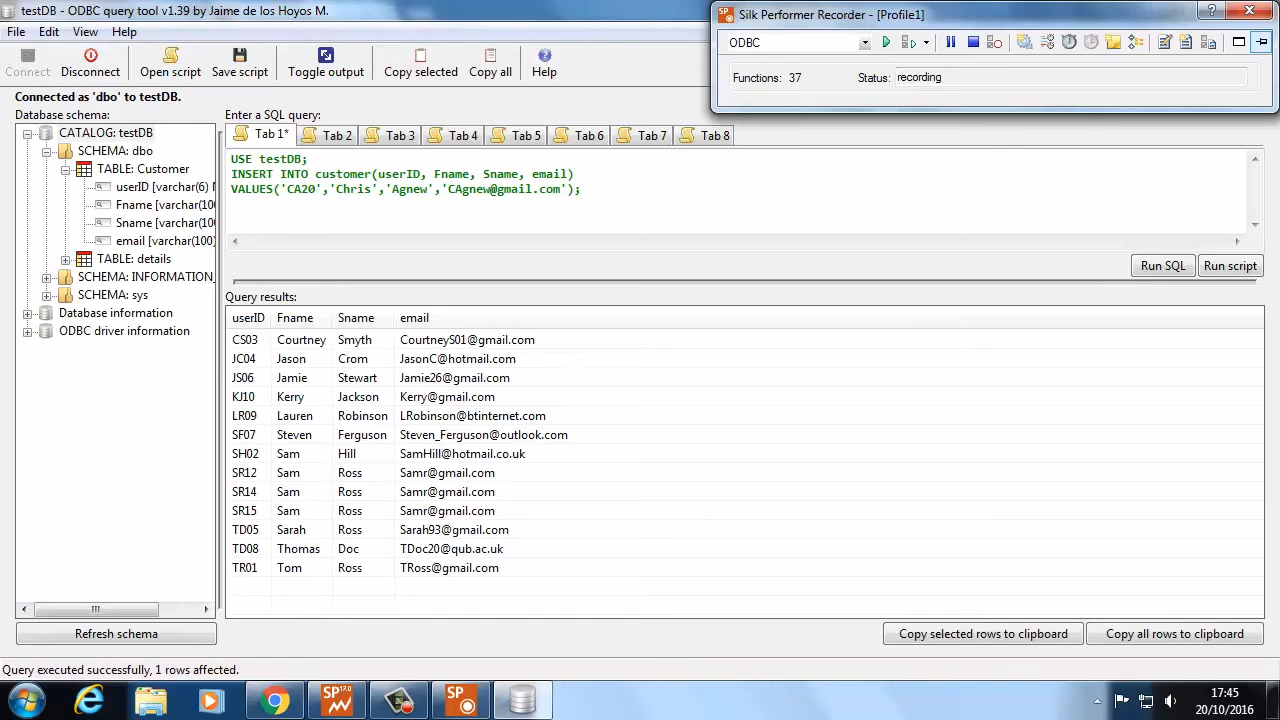 testDB - ODBC query tool v1.39 by Jaime de los Hoyos M.
Silk Performer Recorder - [Profile1]
File Edit View Help
ODBC
Connect Disconnect Open script Save script Toggle output Copy selected Copy all Help
Functions: 37 Status: recording
Connected as 'dbo' to testDB.
Database schema:
Enter a SQL query:
CATALOG: testDB
SCHEMA: dbo
TABLE: Customer
userID [varchar(6) N
Fname [varchar(100
Sname [varchar(100
email [varchar(100)
TABLE: details
SCHEMA: INFORMATION_
SCHEMA: sys
Database information
ODBC driver information
Tab 1* Tab 2 Tab 3 Tab 4 Tab 5 Tab 6 Tab 7 Tab 8
USE testDB;
INSERT INTO customer(userID, Fname, Sname, email)
VALUES('CA20','Chris','Agnew','CAgnew@gmail.com');
Run SQL Run script
Query results:
userID Fname Sname email
CS03 Courtney Smyth CourtneyS01@gmail.com
JC04 Jason Crom JasonC@hotmail.com
JS06 Jamie Stewart Jamie26@gmail.com
KJ10 Kerry Jackson Kerry@gmail.com
LR09 Lauren Robinson LRobinson@btinternet.com
SF07 Steven Ferguson Steven_Ferguson@outlook.com
SH02 Sam Hill SamHill@hotmail.co.uk
SR12 Sam Ross Samr@gmail.com
SR14 Sam Ross Samr@gmail.com
SR15 Sam Ross Samr@gmail.com
TD05 Sarah Ross Sarah93@gmail.com
TD08 Thomas Doc TDoc20@qub.ac.uk
TR01 Tom Ross TRoss@gmail.com
Refresh schema
Copy selected rows to clipboard Copy all rows to clipboard
Query executed successfully, 1 rows affected.
SP17.0
SP
17:45
20/10/2016